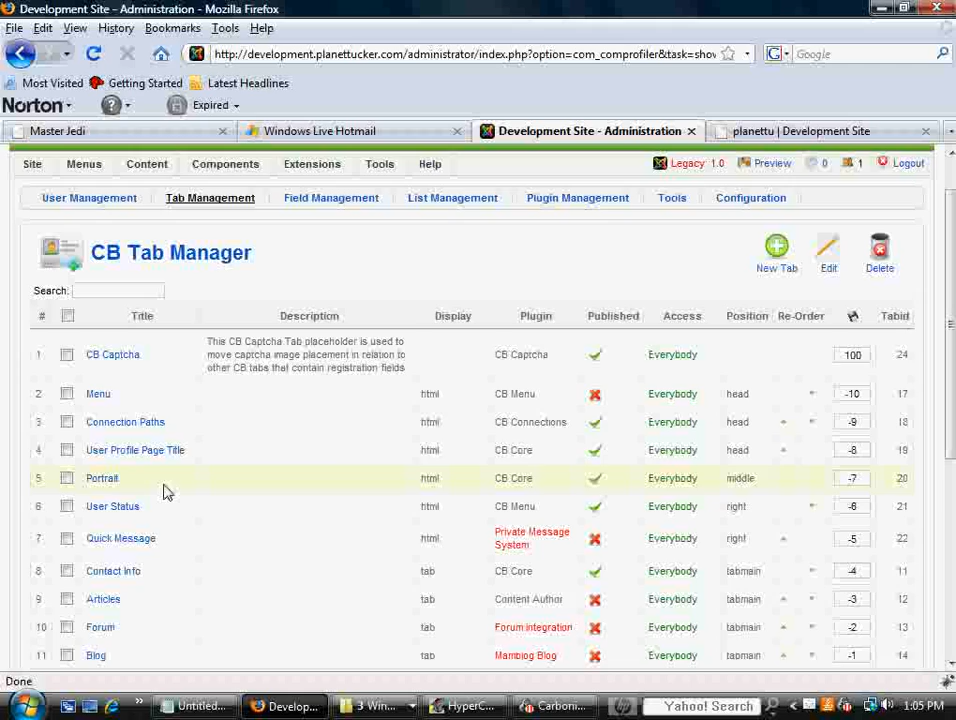 Development Site - Administration - Mozilla Firefox
File Edit View History Bookmarks Tools Help
http://development.planettucker.com/administrator/index.php?option=com_comprofiler&task=shov
Google
Most Visited Getting Started Latest Headlines
Norton Expired
Master Jedi Windows Live Hotmail Development Site - Administration planettu | Development Site
Site Menus Content Components Extensions Tools Help Legacy 1.0 Preview 0 1 Logout
User Management Tab Management Field Management List Management Plugin Management Tools Configuration
CB Tab Manager
New Tab Edit Delete
Search:
# Title Description Display Plugin Published Access Position Re-Order Tabid
1 CB Captcha This CB Captcha Tab placeholder is used to move captcha image placement in relation to other CB tabs that contain registration fields CB Captcha Everybody 100 24
2 Menu html CB Menu Everybody head -10 17
3 Connection Paths html CB Connections Everybody head -9 18
4 User Profile Page Title html CB Core Everybody head -8 19
5 Portrait html CB Core Everybody middle -7 20
6 User Status html CB Menu Everybody right -6 21
7 Quick Message html Private Message System Everybody right -5 22
8 Contact Info tab CB Core Everybody tabmain -4 11
9 Articles tab Content Author Everybody tabmain -3 12
10 Forum tab Forum integration Everybody tabmain -2 13
11 Blog tab Mamblog Blog Everybody tabmain -1 14
Done
Untitled... Develop... 3 Win... HyperC... Carboni... Yahoo! Search 1:05 PM